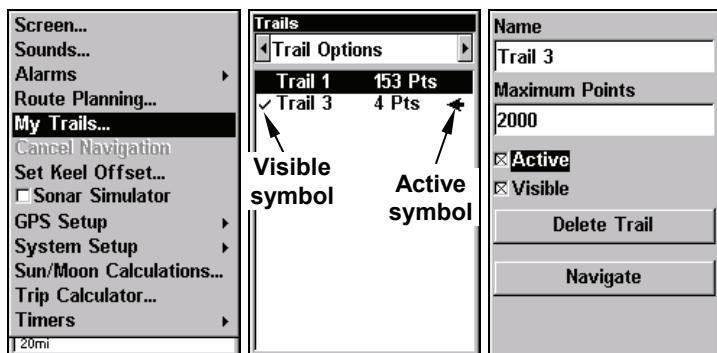 Screen...
Sounds...
Alarms
Route Planning...
My Trails...
Cancel Navigation
Set Keel Offset...
Sonar Simulator
GPS Setup
System Setup
Sun/Moon Calculations...
Trip Calculator...
Timers
20mi
Trails
Trail Options
Trail 1 153 Pts
Trail 3 4 Pts
Visible
symbol
Active
symbol
Name
Trail 3
Maximum Points
2000
Active
Visible
Delete Trail
Navigate